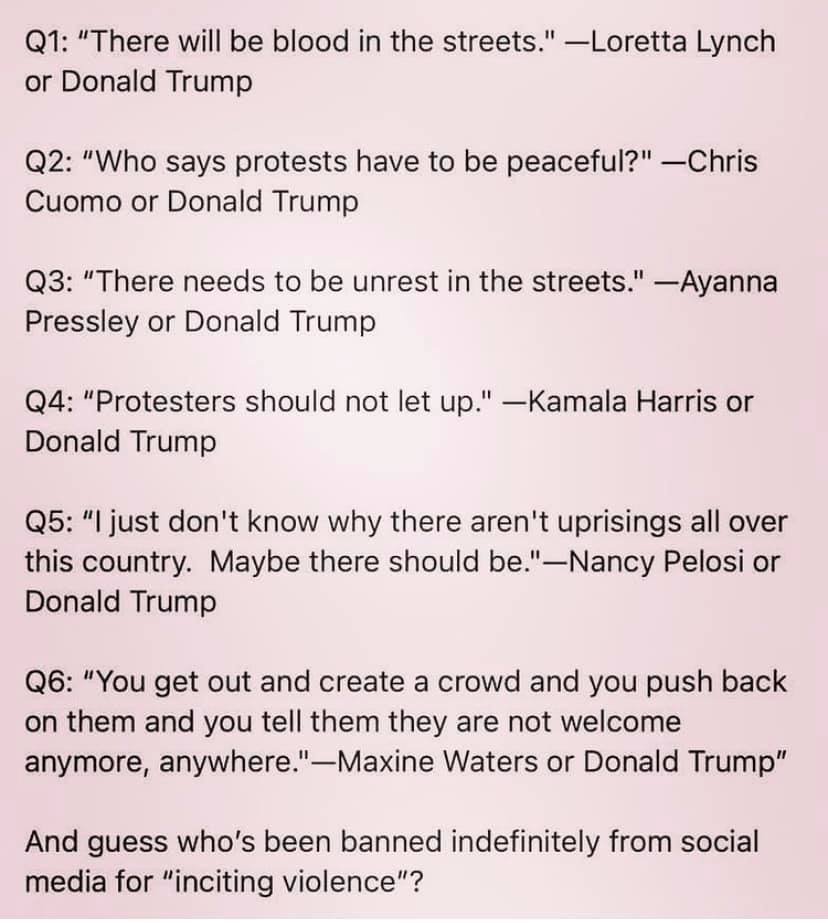 Q1: “There will be blood in the streets." —Loretta Lynch
or Donald Trump
Q2: “Who says protests have to be peaceful?" —Chris
Cuomo or Donald Trump
Q3: “There needs to be unrest in the streets." —Ayanna
Pressley or Donald Trump
Q4: “Protesters should not let up." —Kamala Harris or
Donald Trump
Q5: “I just don't know why there aren't uprisings all over
this country.  Maybe there should be."—Nancy Pelosi or
Donald Trump
Q6: “You get out and create a crowd and you push back
on them and you tell them they are not welcome
anymore, anywhere."—Maxine Waters or Donald Trump”
And guess who’s been banned indefinitely from social
media for “inciting violence”?